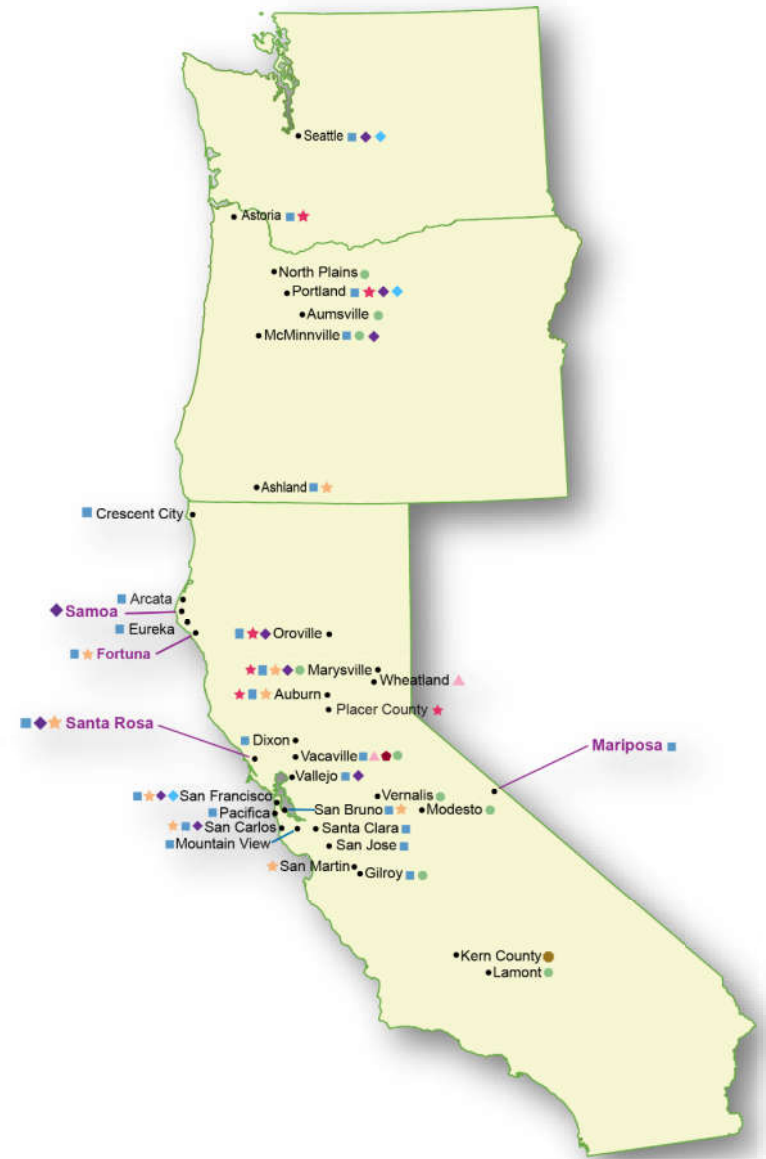 Seattle
Astoria
North Plains
Portland
Aumsville
McMinnville
Ashland
Crescent City
Arcata
Samoa
Eureka
Fortuna
Oroville
Marysville
Wheatland
Auburn
Placer County
Santa Rosa
Dixon
Mariposa
Vacaville
Vallejo
San Francisco
Vernalis
San Bruno
Modesto
Pacifica
San Carlos
Santa Clara
Mountain View
San Jose
San Martin
Gilroy
Kern County
Lamont